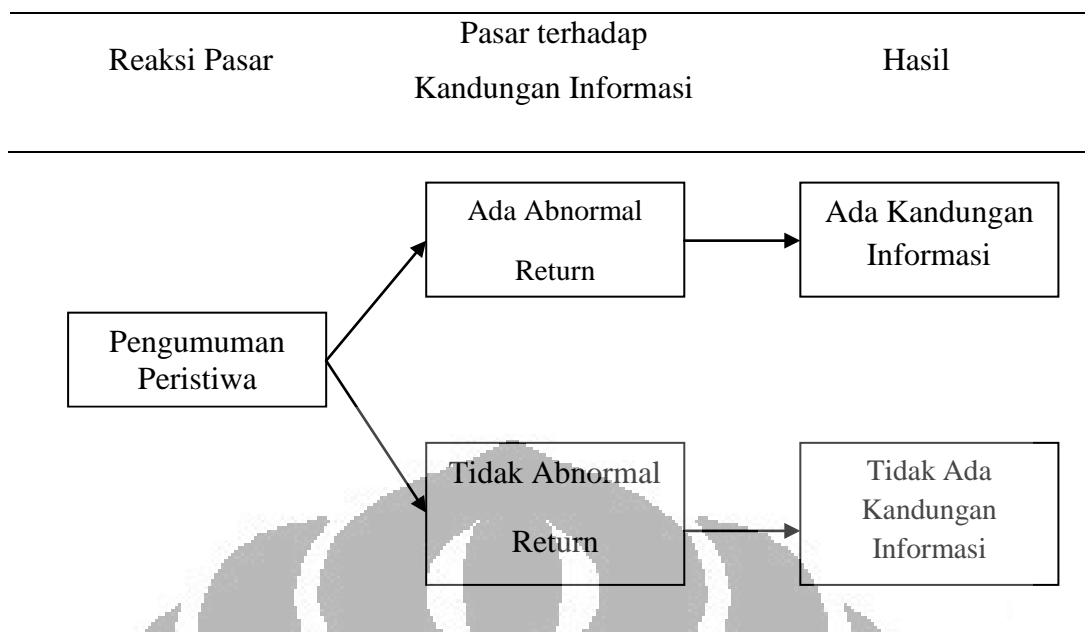 Reaksi Pasar
Pasar terhadap
Kandungan Informasi
Hasil
Ada Abnormal
Return
Ada Kandungan
Informasi
Pengumuman
Peristiwa
Tidak Abnormal
Return
Tidak Ada
Kandungan
Informasi